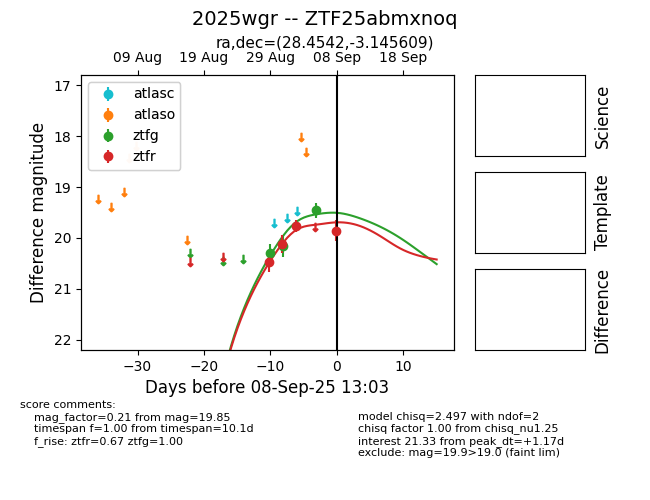 2025wgr -- ZTF25abmxnoq
ra,dec=(28.4542,-3.145609)
09 Aug 19 Aug 29 Aug 08 Sep 18 Sep
17
18
19
20
21
22
Difference magnitude
atlasc
atlaso
ztfg
ztfr
−30 −20 −10 0 10
Days before 08-Sep-25 13:03
Science
Template
Difference
score comments:
mag_factor=0.21 from mag=19.85
timespan f=1.00 from timespan=10.1d
f_rise: ztfr=0.67 ztfg=1.00
model chisq=2.497 with ndof=2
chisq factor 1.00 from chisq_nu1.25
interest 21.33 from peak_dt=+1.17d
exclude: mag=19.9>19.0 (faint lim)